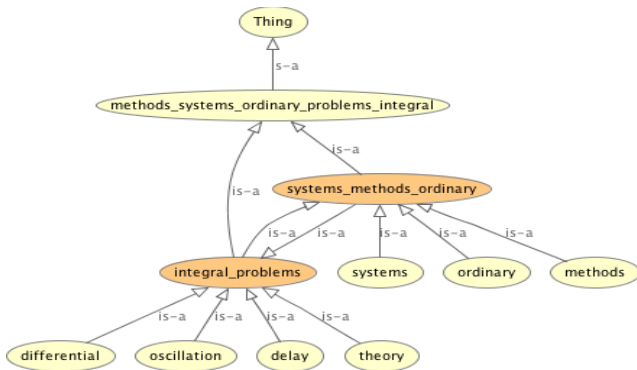 Thing
s-a
methods_systems_ordinary_problems_integral
is-a
is-a
systems_methods_ordinary
is-a is-a is-a is-a is-a
integral_problems systems ordinary methods
is-a is-a is-a is-a
differential oscillation delay theory